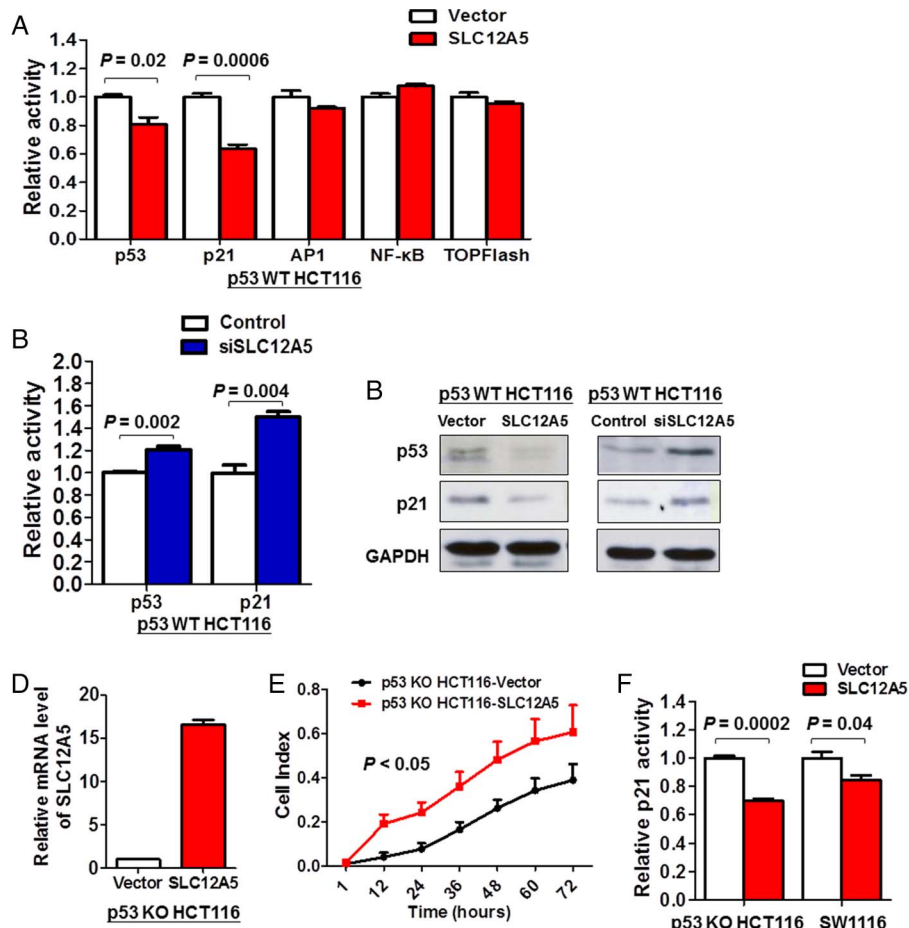 A
Vector
SLC12A5
P = 0.02
P = 0.0006
Relative activity
1.4
1.2
1.0
0.8
0.6
0.4
0.2
0.0
p53
p21
AP1
NF-κB
TOPFlash
p53 WT HCT116
B
Control
siSLC12A5
P = 0.002
P = 0.004
Relative activity
2.0
1.8
1.6
1.4
1.2
1.0
0.8
0.6
0.4
0.2
0.0
p53
p21
p53 WT HCT116
B
p53 WT HCT116
p53 WT HCT116
Vector
SLC12A5
Control
siSLC12A5
p53
p21
GAPDH
D
Relative mRNA level
of SLC12A5
20
15
10
5
0
Vector
SLC12A5
p53 KO HCT116
E
p53 KO HCT116-Vector
p53 KO HCT116-SLC12A5
P < 0.05
Cell Index
0.8
0.6
0.4
0.2
0.0
1
12
24
36
48
60
72
Time (hours)
F
Vector
SLC12A5
P = 0.0002
P = 0.04
Relative p21 activity
1.4
1.2
1.0
0.8
0.6
0.4
0.2
0.0
p53 KO HCT116
SW1116